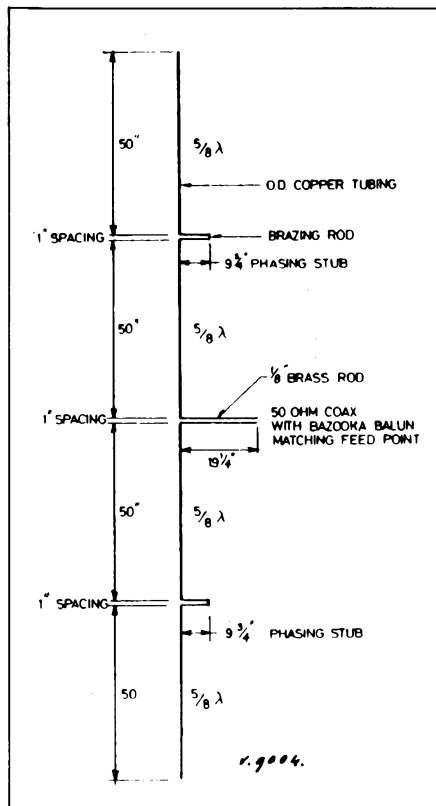 50"
5/8 λ
O.D. COPPER TUBING
1" SPACING
BRAZING ROD
9 3/4" PHASING STUB
50"
5/8 λ
1/8" BRASS ROD
1" SPACING
50 OHM COAX
WITH BAZOOKA BALUN
MATCHING FEED POINT
19 1/4"
50"
5/8 λ
1" SPACING
9 3/4" PHASING STUB
50
5/8 λ
v.9004.